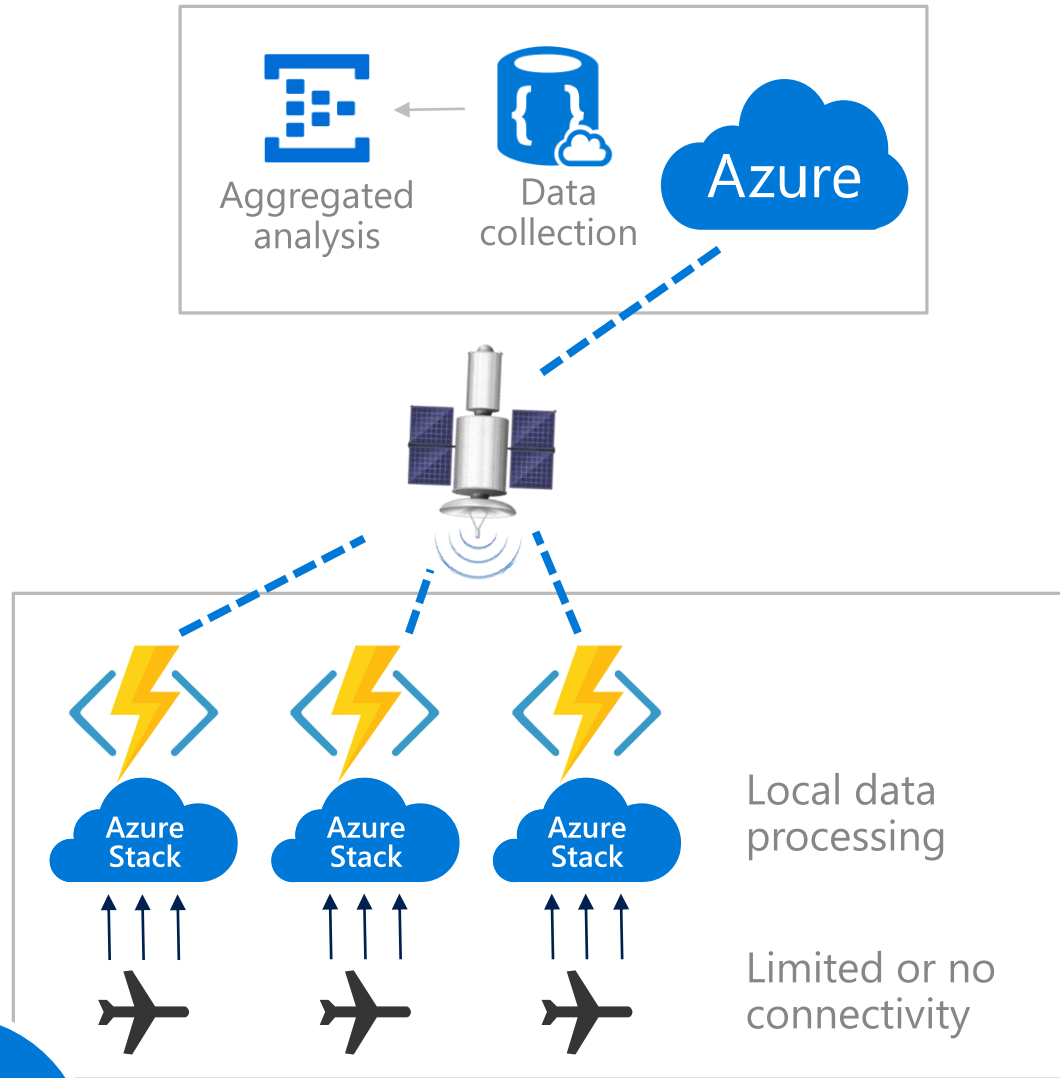 Aggregated
analysis
Data
collection
Azure
Azure
Stack
Azure
Stack
Azure
Stack
Local data
processing
Limited or no
connectivity